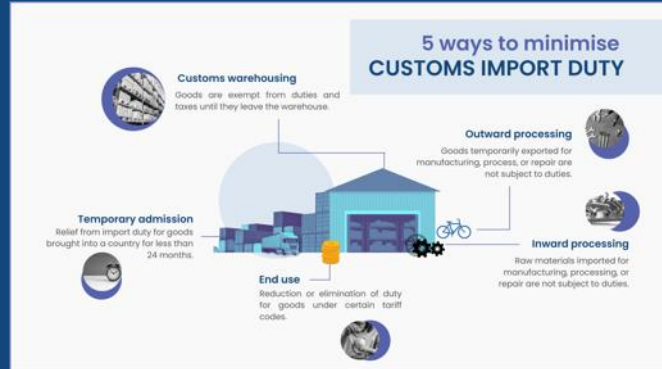 5 ways to minimise
CUSTOMS IMPORT DUTY
Customs warehousing
Goods are exempt from duties and
taxes until they leave the warehouse.
Outward processing
Goods temporarily exported for
manufacturing, process, or repair are
not subject to duties.
Temporary admission
Relief from import duty for goods
brought into a country for less than
24 months.
Inward processing
Raw materials imported for
manufacturing, processing, or
repair are not subject to duties.
End use
Reduction or elimination of duty
for goods under certain tariff
codes.